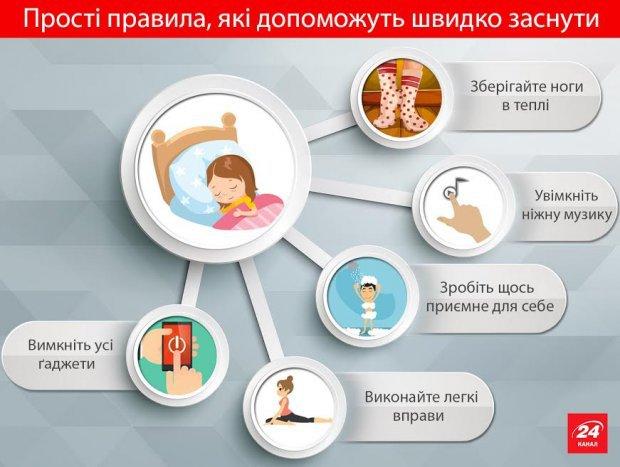 Прості правила, які допоможуть швидко заснути
Зберігайте ноги
в теплі
Увімкніть
ніжну музику
Зробіть щось
приємне для себе
Вимкніть усі
ґаджети
Виконайте легкі
вправи
24
КАНАЛ